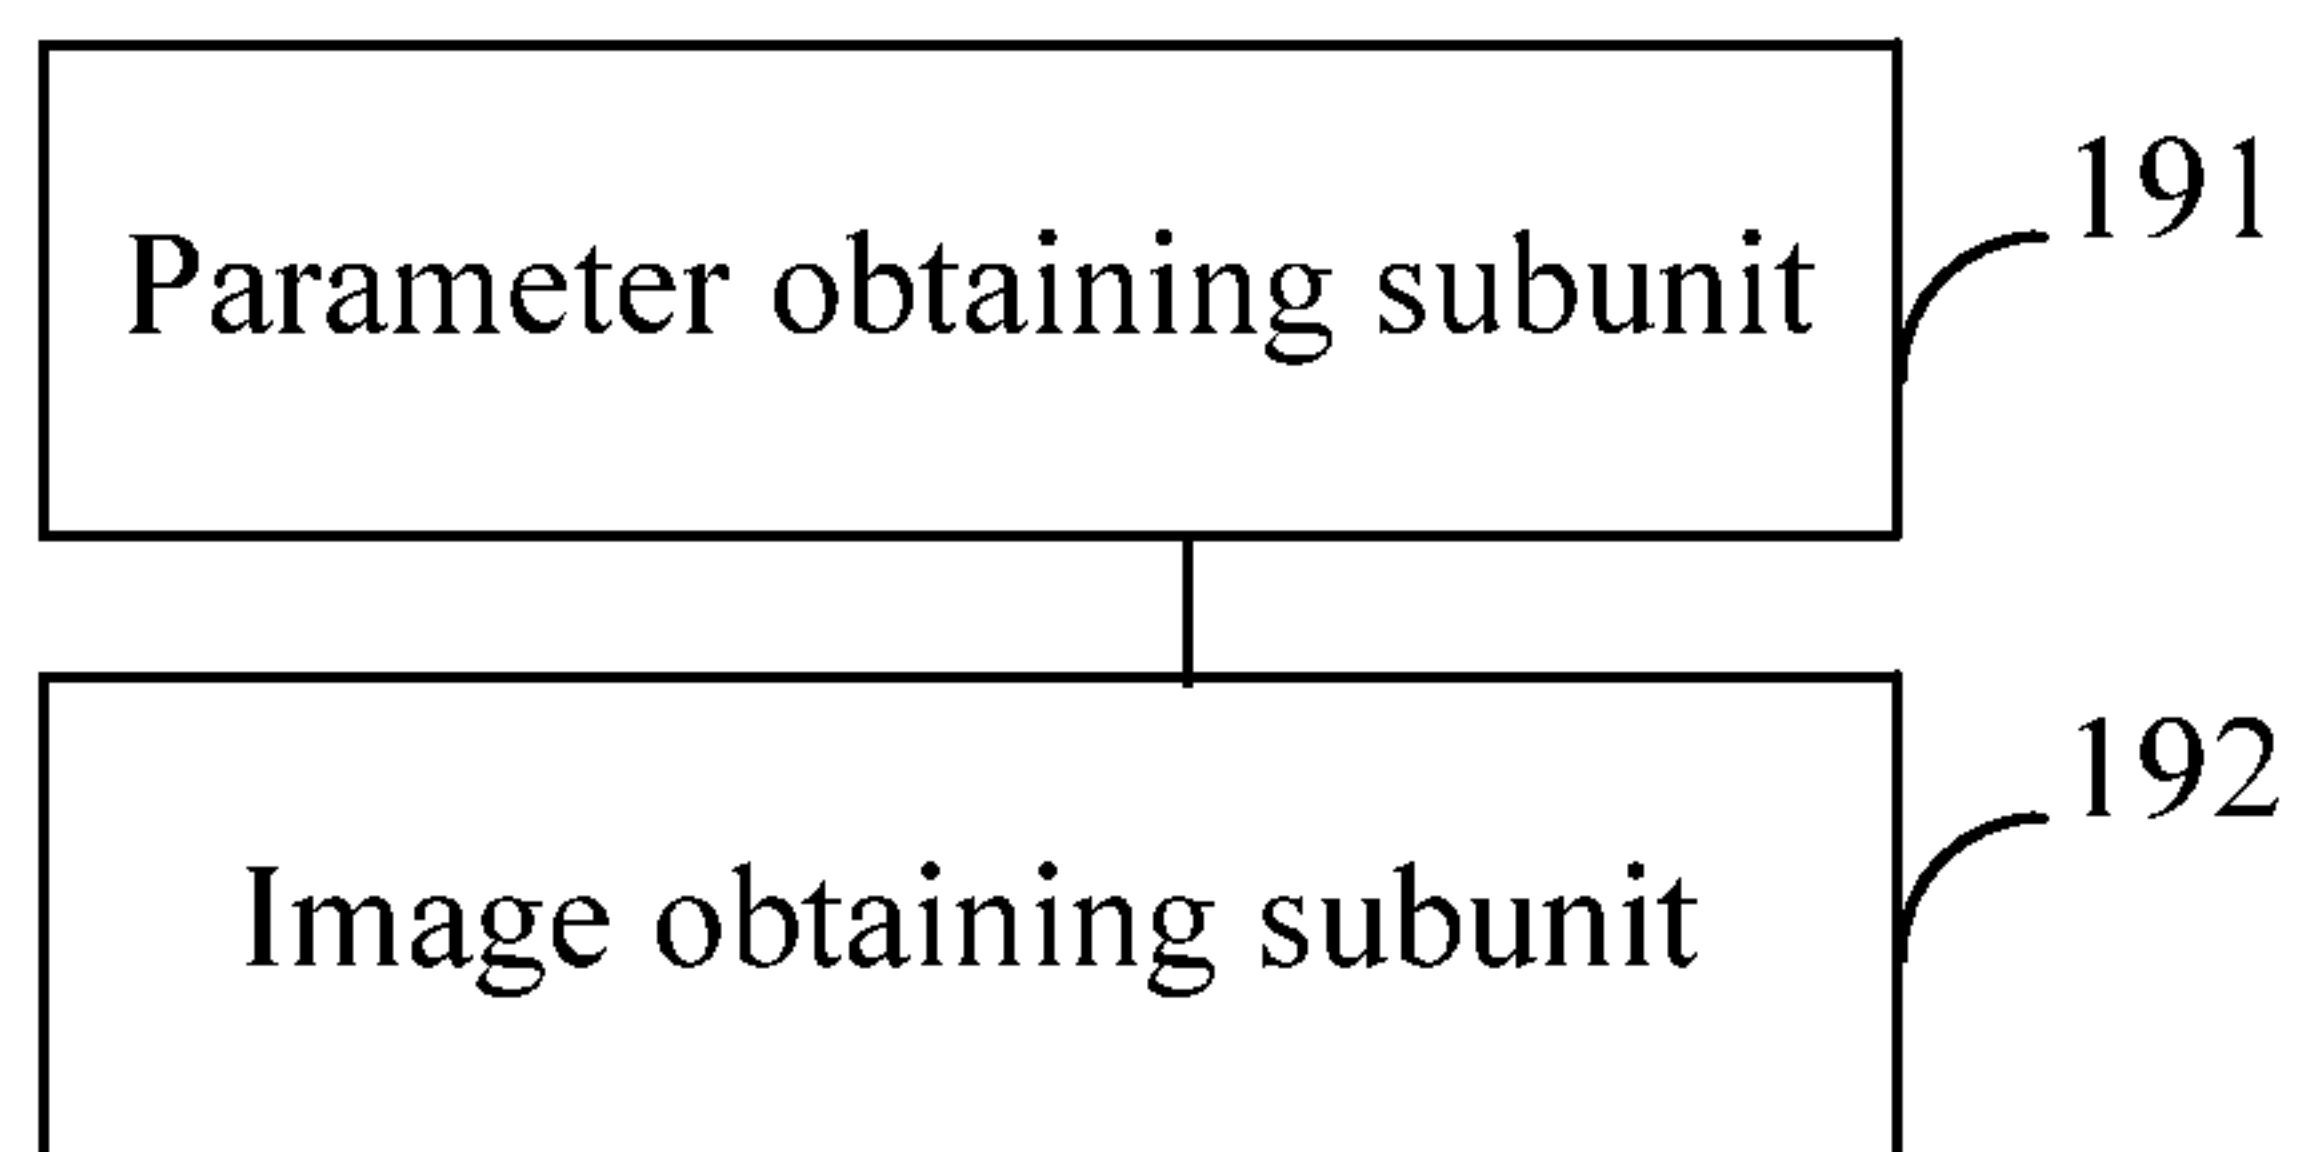 191
Parameter obtaining subunit
192
Image obtaining subunit